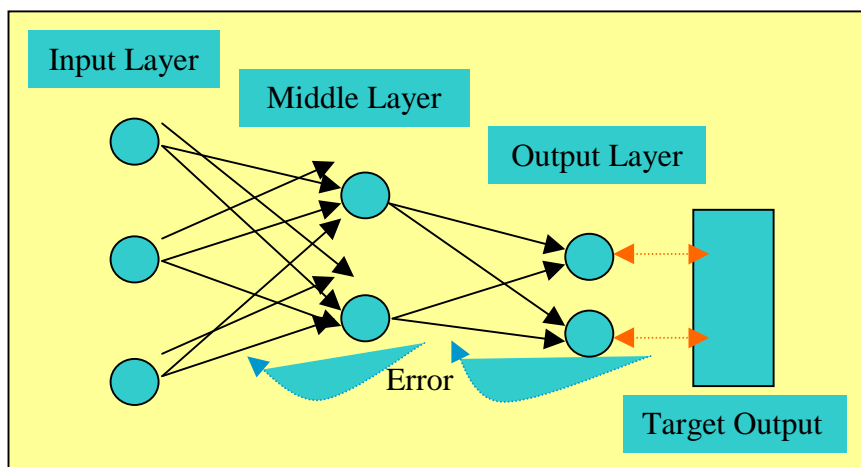 Input Layer
Middle Layer
Output Layer
Error
Target Output